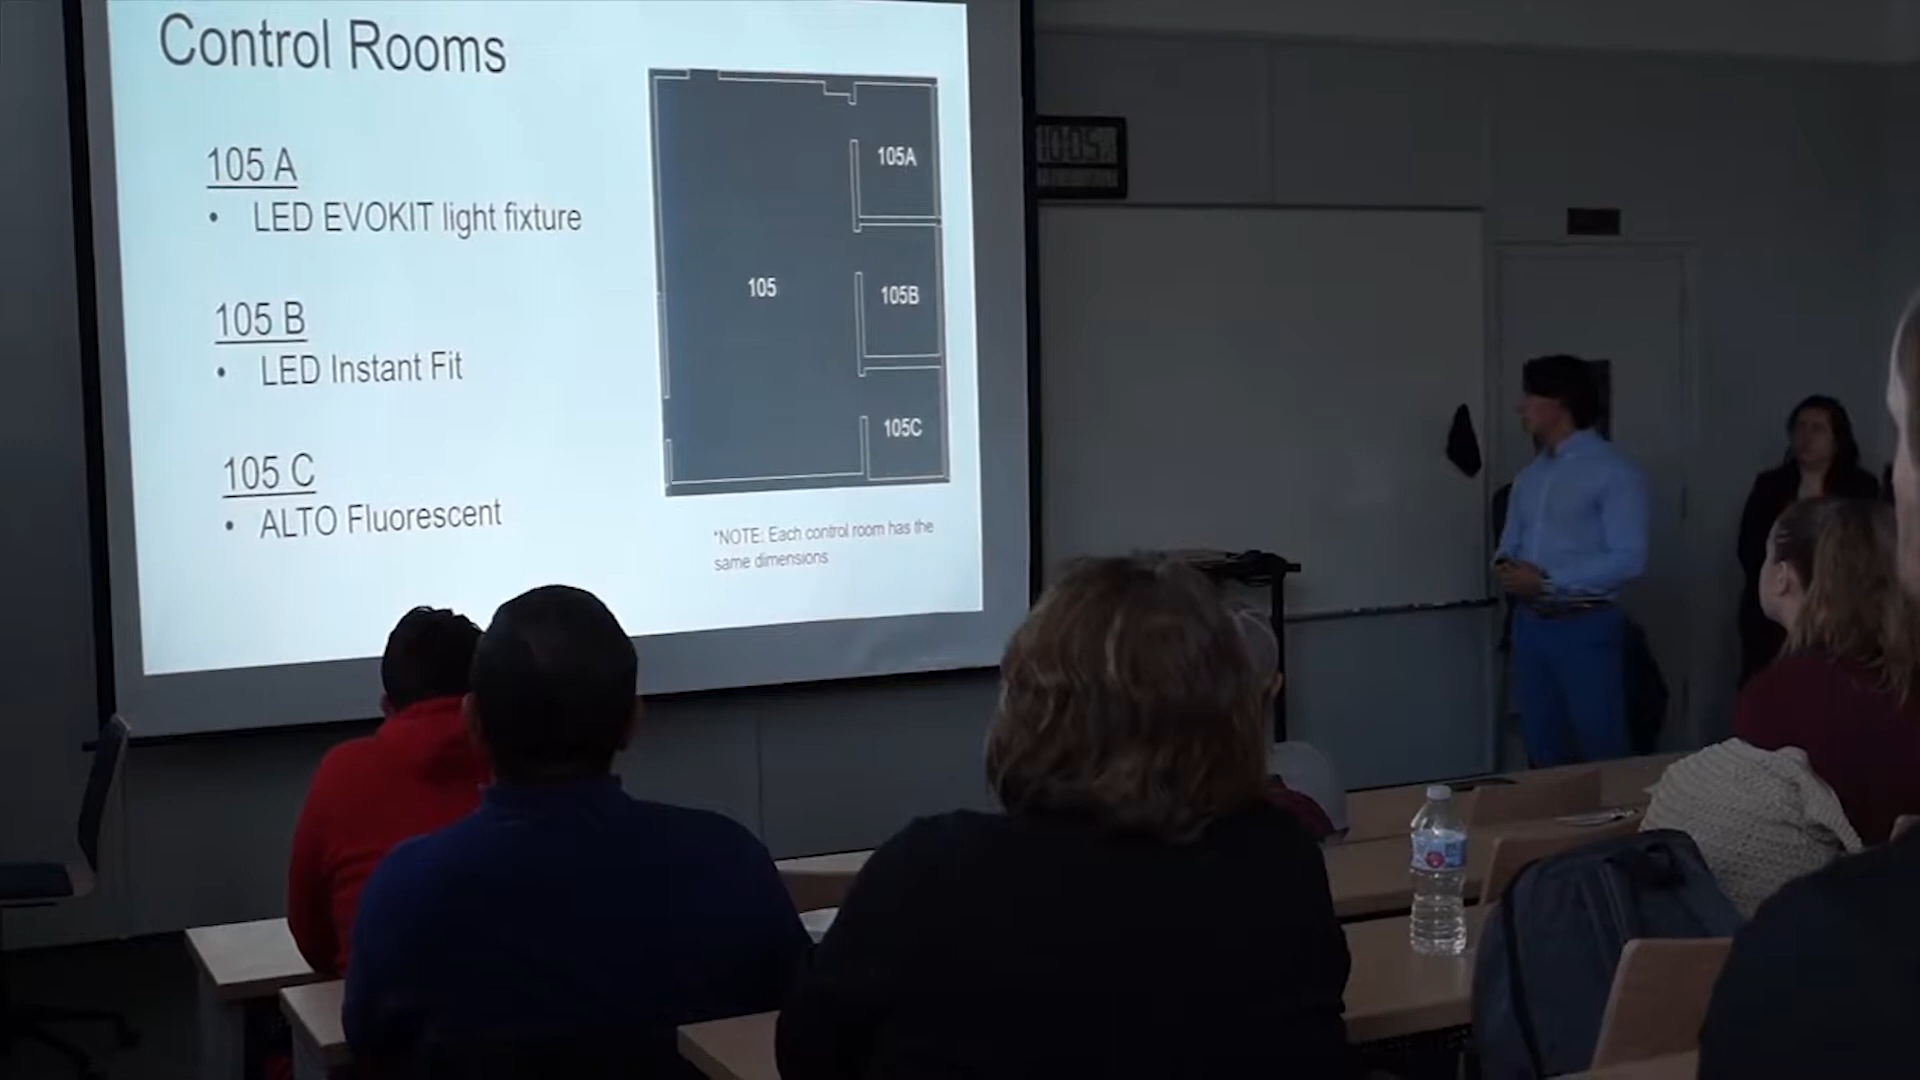 Control Rooms
105 A
• LED EVOKIT light fixture
105 B
• LED Instant Fit
105 C
• ALTO Fluorescent
105A
105
105B
105C
*NOTE: Each control room has the
same dimensions